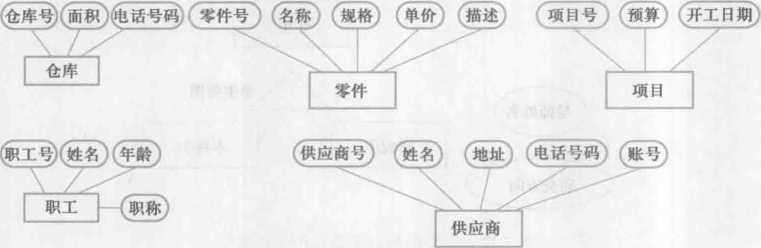 仓库号 面积 电话号码 零件号 名称 规格 单价 描述 项目号 预算 开工日期
仓库 零件 项目
职工号 姓名 年龄 供应商号 姓名 地址 电话号码 账号
职工 职称 供应商